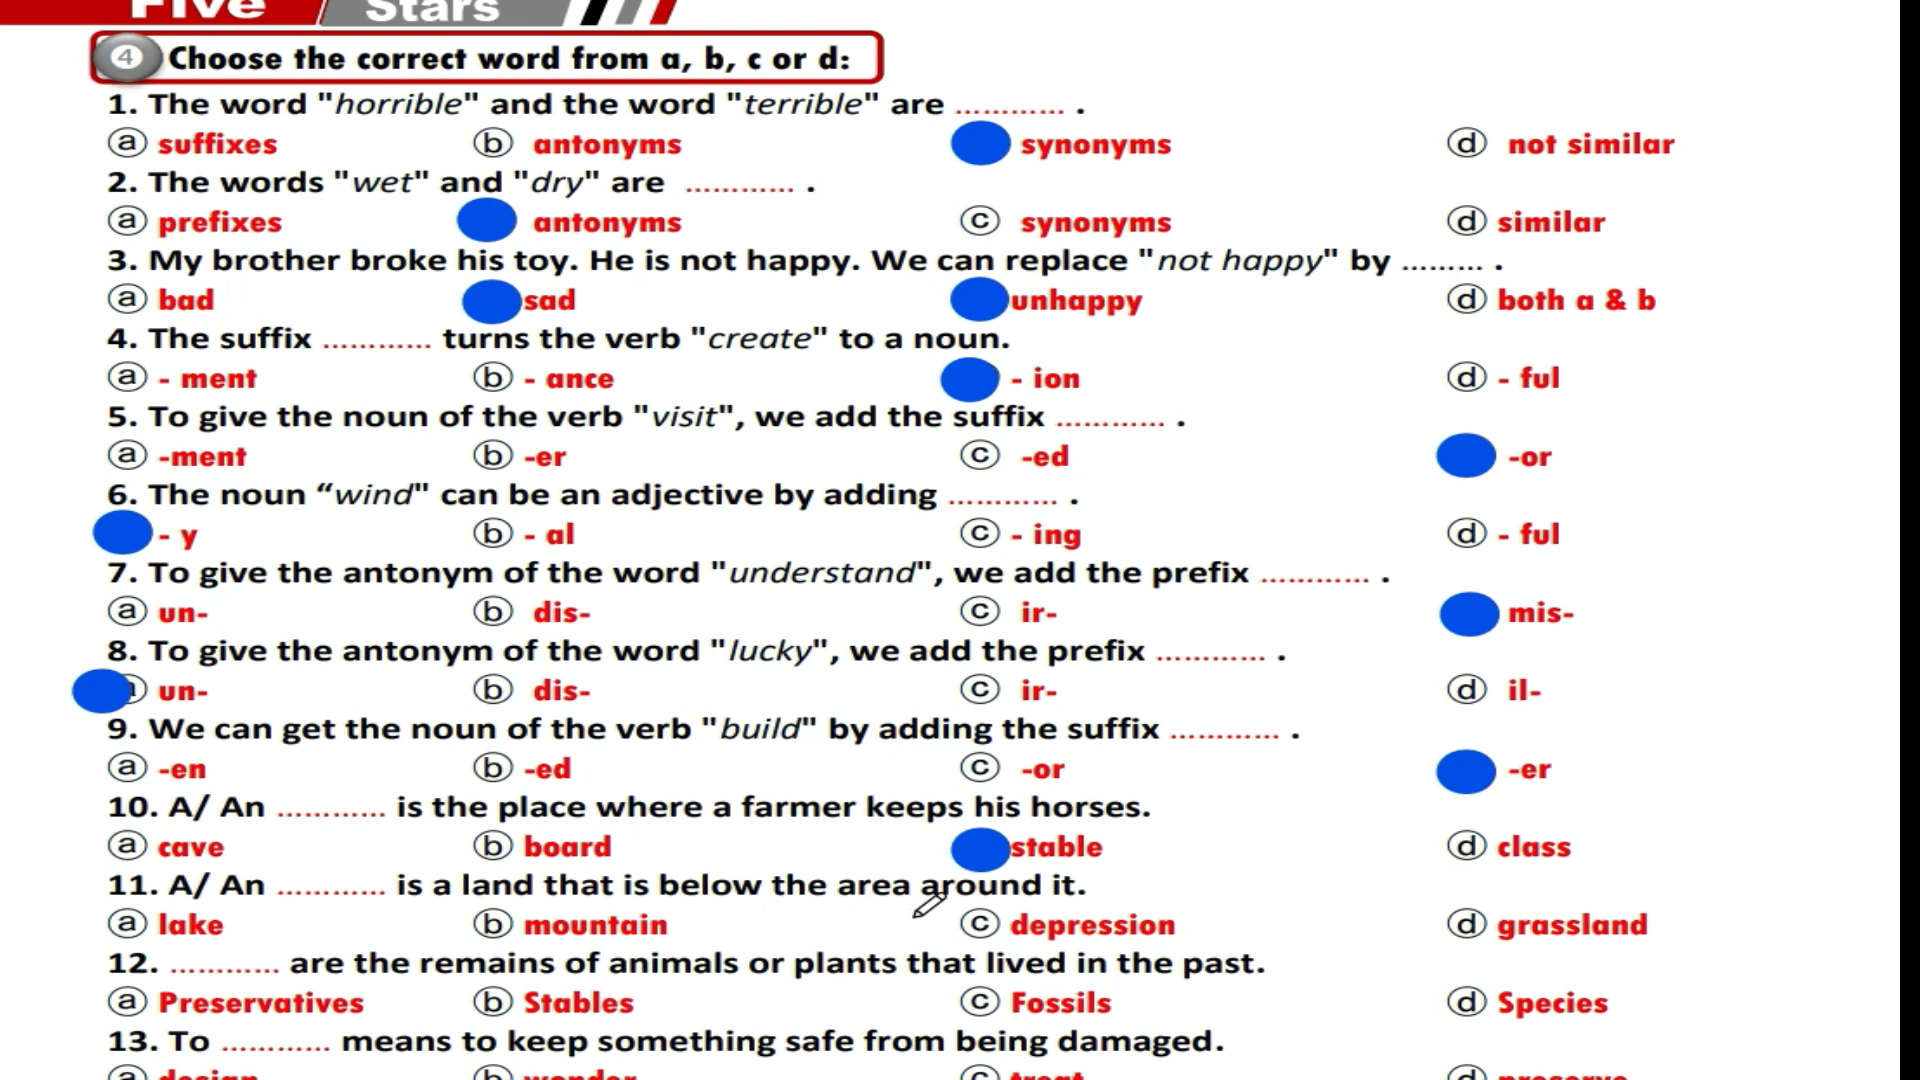 Five Stars
4 Choose the correct word from a, b, c or d:
1. The word "horrible" and the word "terrible" are ............ .
a suffixes b antonyms synonyms d not similar
2. The words "wet" and "dry" are ............ .
a prefixes antonyms c synonyms d similar
3. My brother broke his toy. He is not happy. We can replace "not happy" by ......... .
a bad sad unhappy d both a & b
4. The suffix ............ turns the verb "create" to a noun.
a - ment b - ance - ion d - ful
5. To give the noun of the verb "visit", we add the suffix ............ .
a -ment b -er c -ed -or
6. The noun “wind" can be an adjective by adding ............ .
- y b - al c - ing d - ful
7. To give the antonym of the word "understand", we add the prefix ............ .
a un- b dis- c ir- mis-
8. To give the antonym of the word "lucky", we add the prefix ............ .
un- b dis- c ir- d il-
9. We can get the noun of the verb "build" by adding the suffix ............ .
a -en b -ed c -or -er
10. A/ An ............ is the place where a farmer keeps his horses.
a cave b board stable d class
11. A/ An ............ is a land that is below the area around it.
a lake b mountain c depression d grassland
12. ............ are the remains of animals or plants that lived in the past.
a Preservatives b Stables c Fossils d Species
13. To ............ means to keep something safe from being damaged.
a design b wonder c treat d preserve